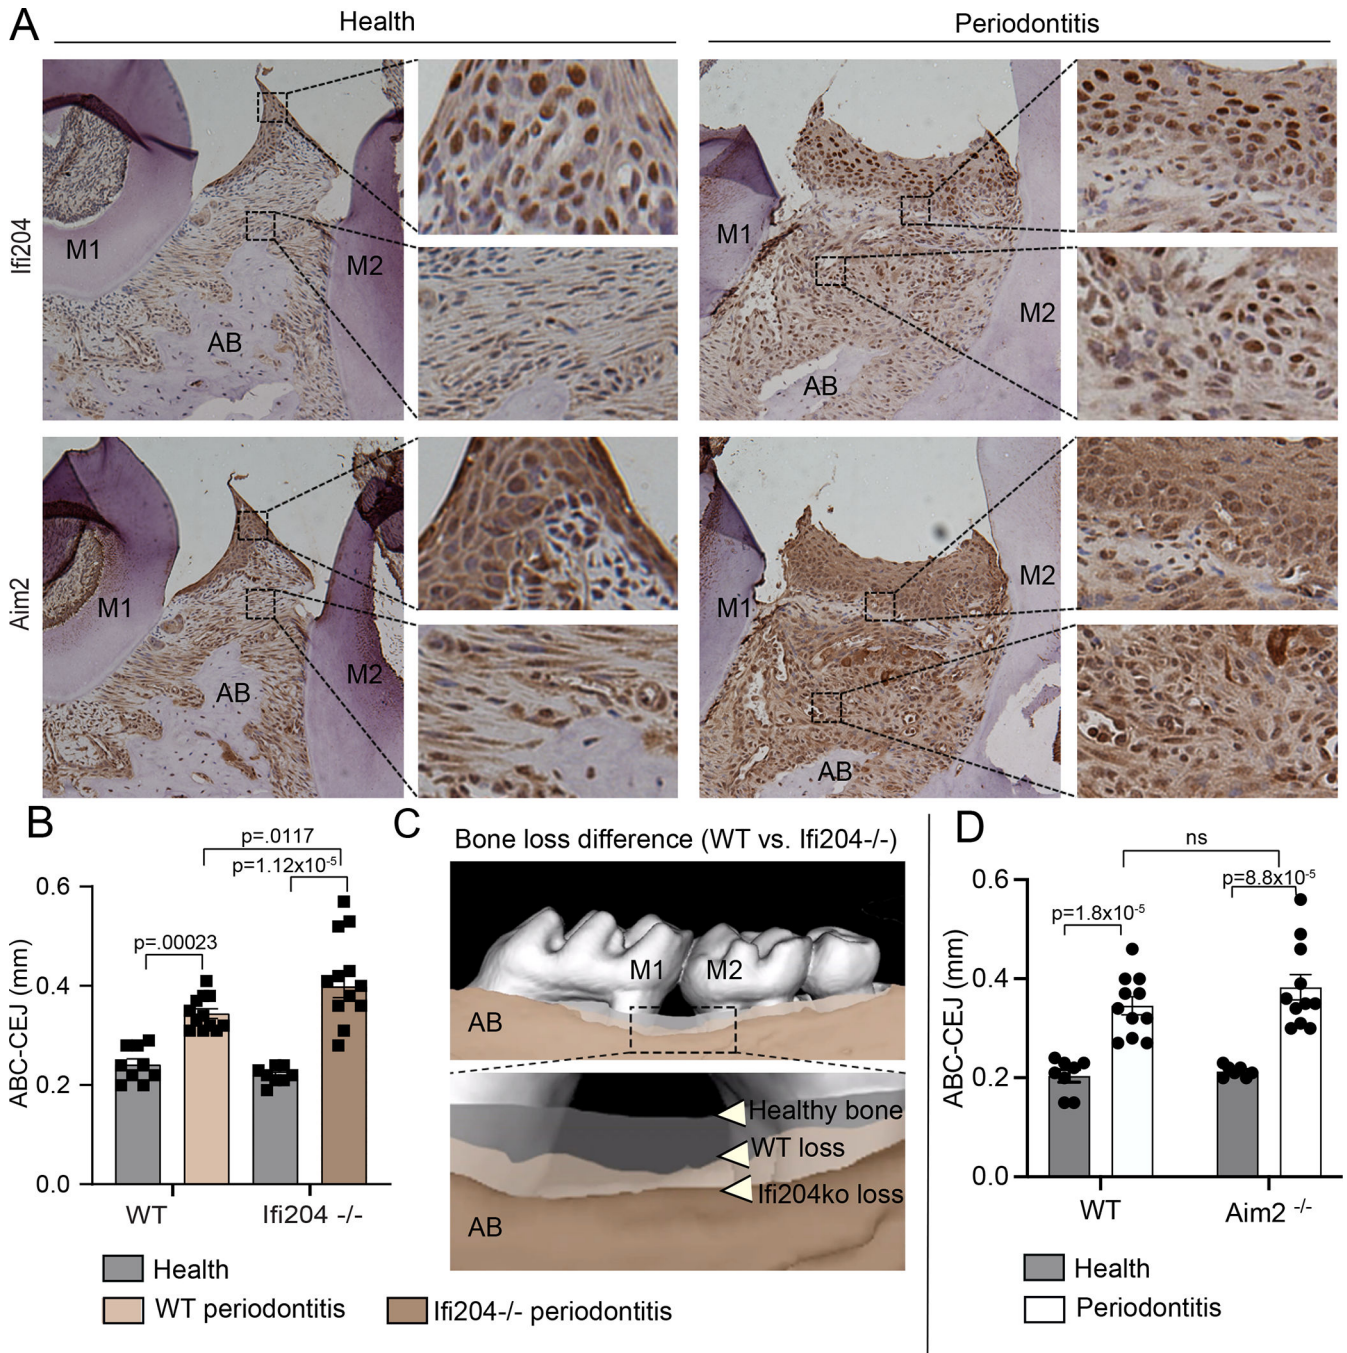 A
Health
Periodontitis
Ifi204
M1
M2
AB
M1
M2
AB
Aim2
M1
M2
AB
M1
M2
AB
B
p=.0117
p=1.12x10-5
p=.00023
0.6
0.4
0.2
0.0
ABC-CEJ (mm)
WT
Ifi204 -/-
Health
WT periodontitis
Ifi204-/- periodontitis
C
Bone loss difference (WT vs. Ifi204-/-)
M1
M2
AB
Healthy bone
WT loss
Ifi204ko loss
AB
D
ns
p=8.8x10-5
p=1.8x10-5
0.6
0.4
0.2
0.0
ABC-CEJ (mm)
WT
Aim2 -/-
Health
Periodontitis